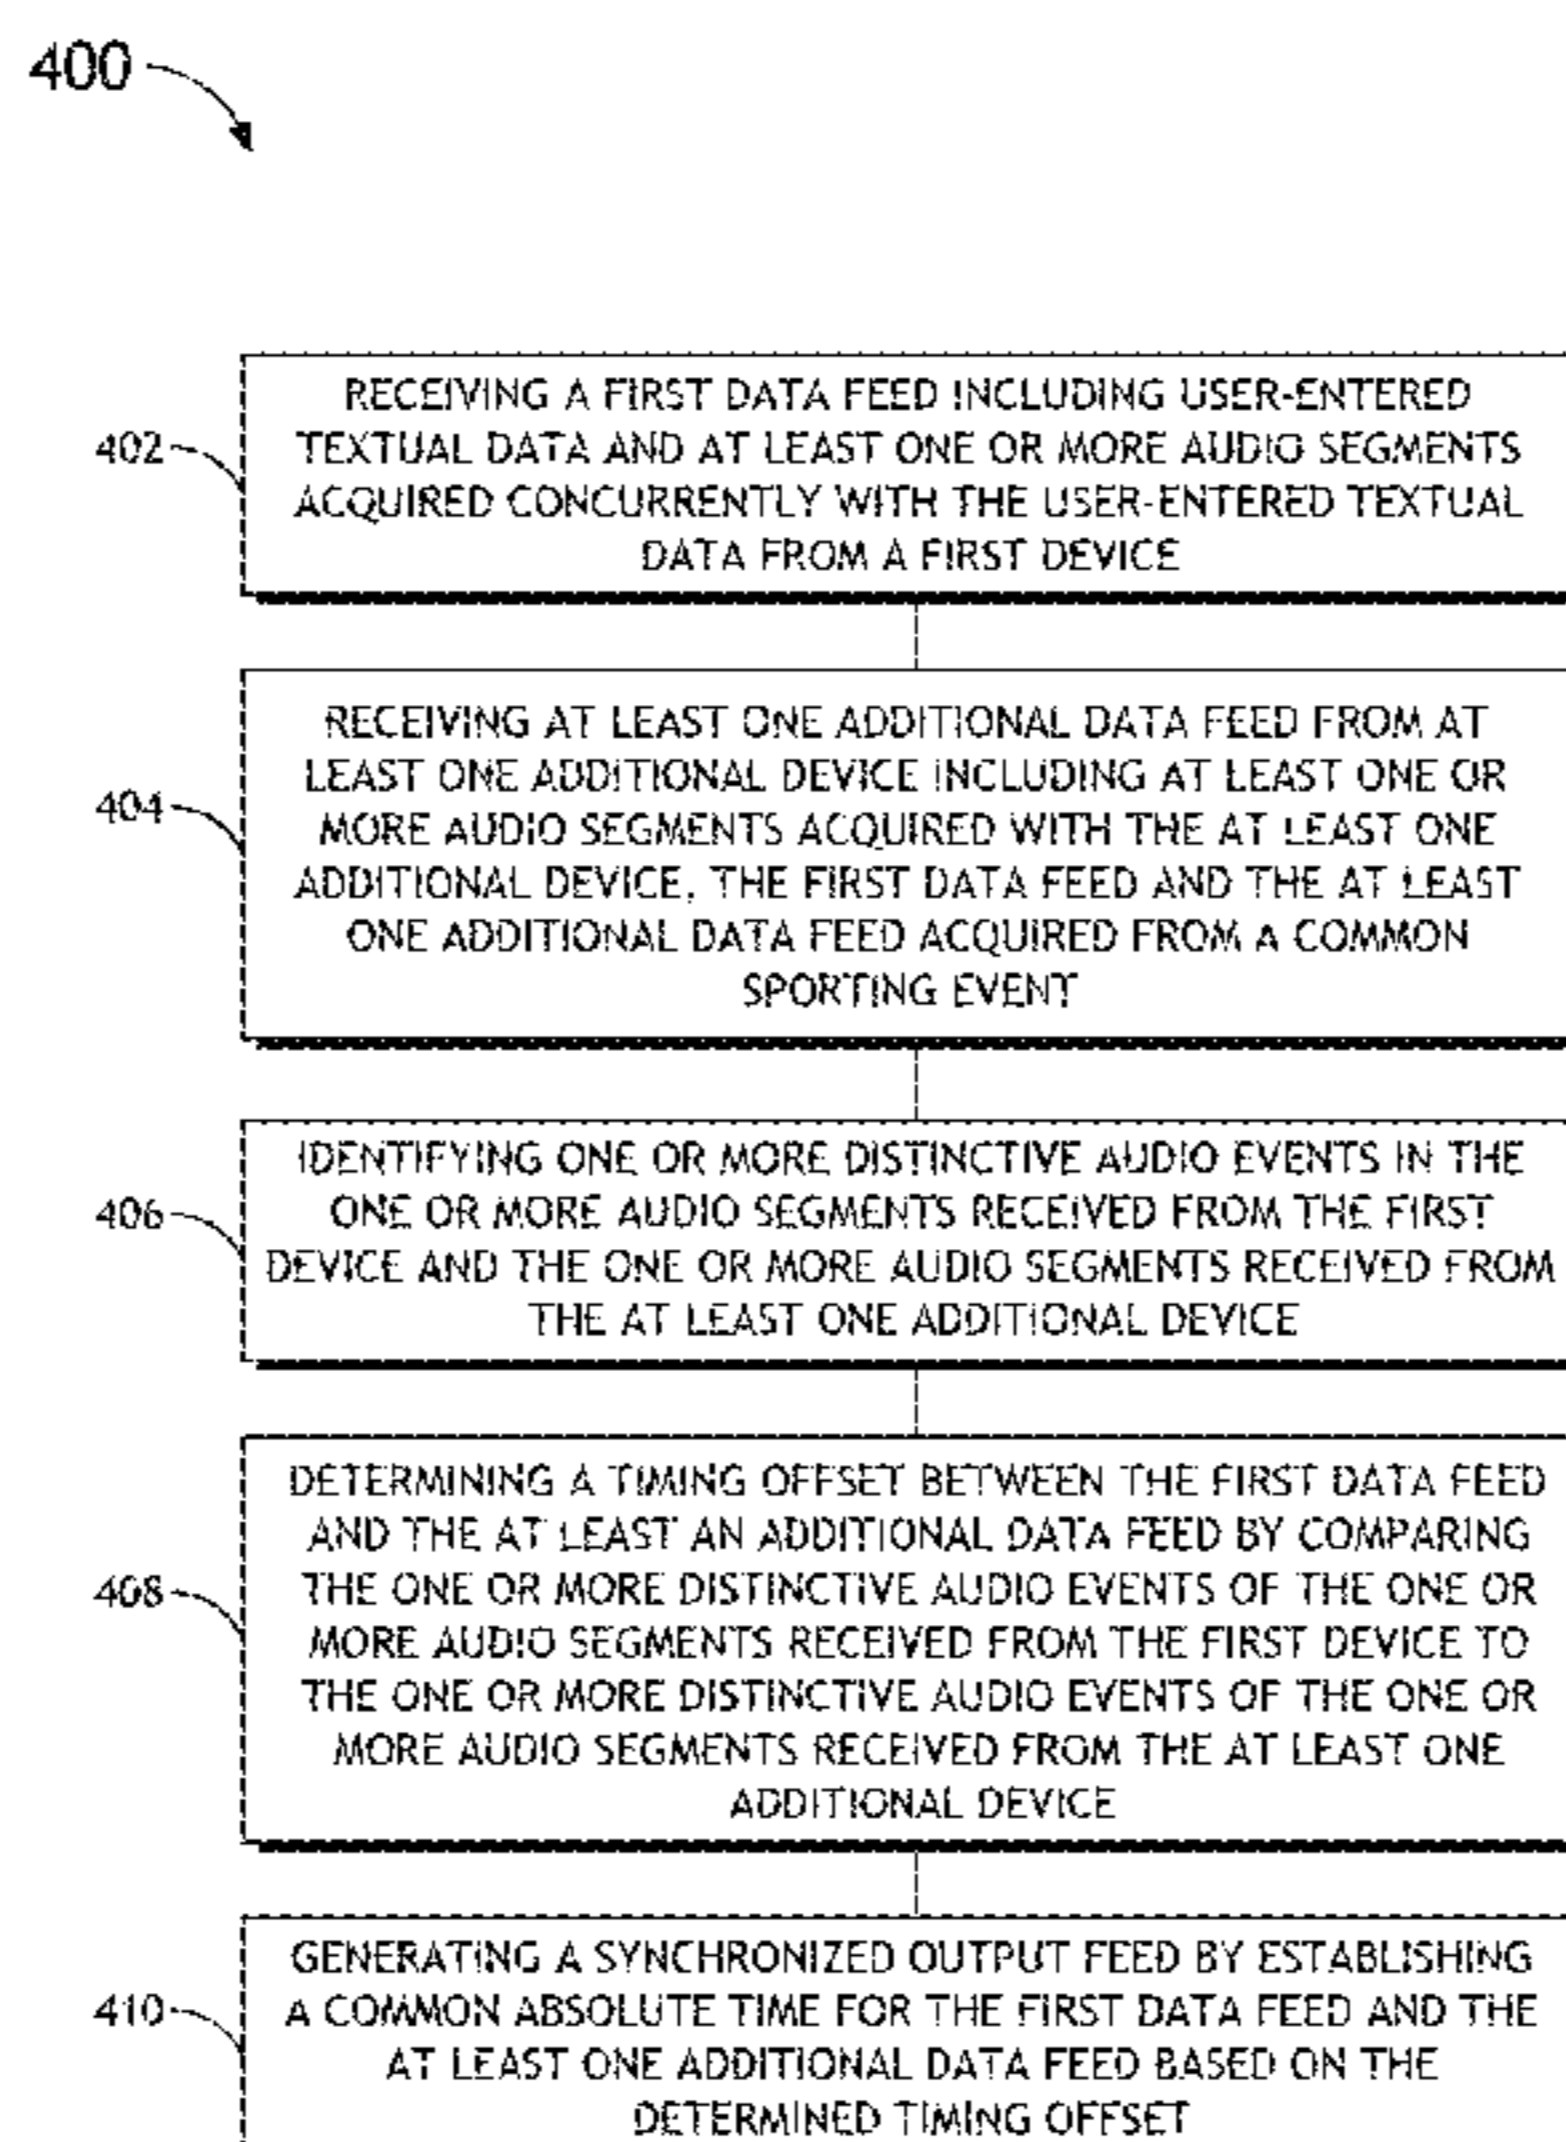 400
402
RECEIVING A FIRST DATA FEED INCLUDING USER-ENTERED
TEXTUAL DATA AND AT LEAST ONE OR MORE AUDIO SEGMENTS
ACQUIRED CONCURRENTLY WITH THE USER-ENTERED TEXTUAL
DATA FROM A FIRST DEVICE
404
RECEIVING AT LEAST ONE ADDITIONAL DATA FEED FROM AT
LEAST ONE ADDITIONAL DEVICE INCLUDING AT LEAST ONE OR
MORE AUDIO SEGMENTS ACQUIRED WITH THE AT LEAST ONE
ADDITIONAL DEVICE, THE FIRST DATA FEED AND THE AT LEAST
ONE ADDITIONAL DATA FEED ACQUIRED FROM A COMMON
SPORTING EVENT
406
IDENTIFYING ONE OR MORE DISTINCTIVE AUDIO EVENTS IN THE
ONE OR MORE AUDIO SEGMENTS RECEIVED FROM THE FIRST
DEVICE AND THE ONE OR MORE AUDIO SEGMENTS RECEIVED FROM
THE AT LEAST ONE ADDITIONAL DEVICE
408
DETERMINING A TIMING OFFSET BETWEEN THE FIRST DATA FEED
AND THE AT LEAST AN ADDITIONAL DATA FEED BY COMPARING
THE ONE OR MORE DISTINCTIVE AUDIO EVENTS OF THE ONE OR
MORE AUDIO SEGMENTS RECEIVED FROM THE FIRST DEVICE TO
THE ONE OR MORE DISTINCTIVE AUDIO EVENTS OF THE ONE OR
MORE AUDIO SEGMENTS RECEIVED FROM THE AT LEAST ONE
ADDITIONAL DEVICE
410
GENERATING A SYNCHRONIZED OUTPUT FEED BY ESTABLISHING
A COMMON ABSOLUTE TIME FOR THE FIRST DATA FEED AND THE
AT LEAST ONE ADDITIONAL DATA FEED BASED ON THE
DETERMINED TIMING OFFSET